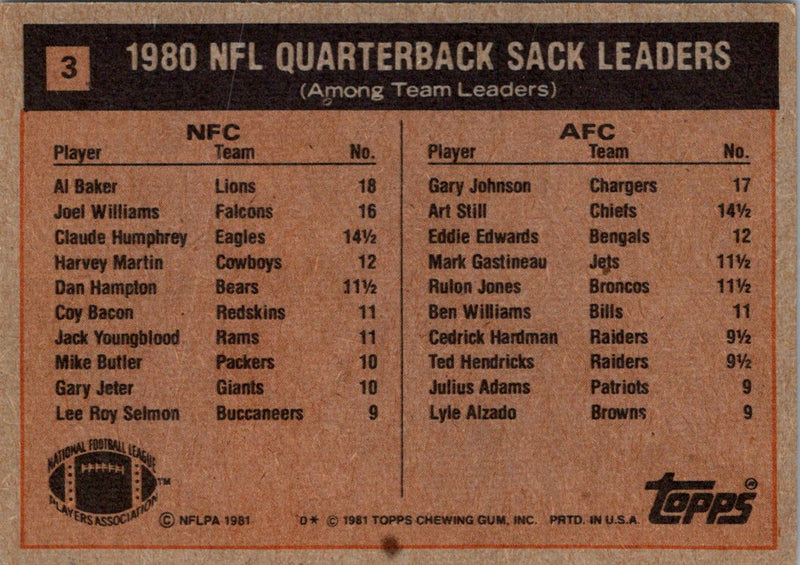 3
1980 NFL QUARTERBACK SACK LEADERS
(Among Team Leaders)
NFC
Player Team No.
Al Baker Lions 18
Joel Williams Falcons 16
Claude Humphrey Eagles 14½
Harvey Martin Cowboys 12
Dan Hampton Bears 11½
Coy Bacon Redskins 11
Jack Youngblood Rams 11
Mike Butler Packers 10
Gary Jeter Giants 10
Lee Roy Selmon Buccaneers 9
AFC
Player Team No.
Gary Johnson Chargers 17
Art Still Chiefs 14½
Eddie Edwards Bengals 12
Mark Gastineau Jets 11½
Rulon Jones Broncos 11½
Ben Williams Bills 11
Cedrick Hardman Raiders 9½
Ted Hendricks Raiders 9½
Julius Adams Patriots 9
Lyle Alzado Browns 9
NATIONAL FOOTBALL LEAGUE
PLAYERS ASSOCIATION
TM
© NFLPA 1981
D* © 1981 TOPPS CHEWING GUM, INC. PRTD. IN U.S.A.
topps®